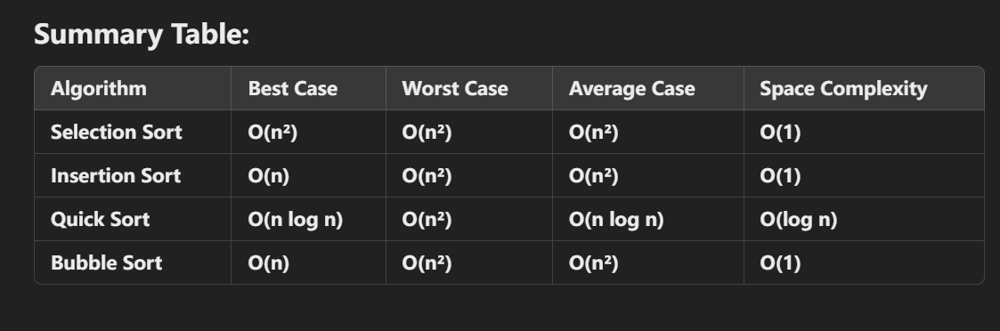 Summary Table:
Algorithm Best Case Worst Case Average Case Space Complexity
Selection Sort O(n²) O(n²) O(n²) O(1)
Insertion Sort O(n) O(n²) O(n²) O(1)
Quick Sort O(n log n) O(n²) O(n log n) O(log n)
Bubble Sort O(n) O(n²) O(n²) O(1)